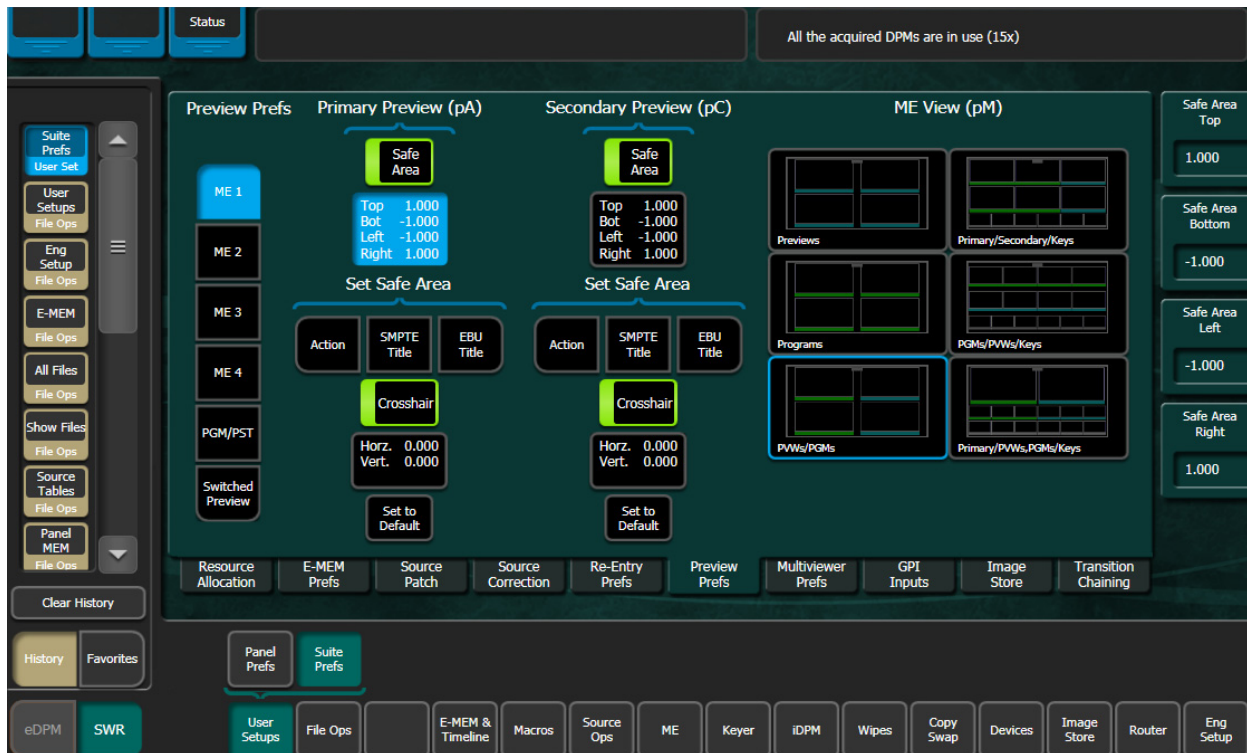 Status
All the acquired DPMs are in use (15x)
Suite
Prefs
User Set
User
Setups
File Ops
Eng
Setup
File Ops
E-MEM
File Ops
All Files
File Ops
Show Files
File Ops
Source
Tables
File Ops
Panel
MEM
File Ops
Clear History
History
Favorites
eDPM
SWR
Preview Prefs
ME 1
ME 2
ME 3
ME 4
PGM/PST
Switched
Preview
Primary Preview (pA)
Safe
Area
Top 1.000
Bot -1.000
Left -1.000
Right 1.000
Set Safe Area
Action
SMPTE
Title
EBU
Title
Crosshair
Horz. 0.000
Vert. 0.000
Set to
Default
Secondary Preview (pC)
Safe
Area
Top 1.000
Bot -1.000
Left -1.000
Right 1.000
Set Safe Area
Action
SMPTE
Title
EBU
Title
Crosshair
Horz. 0.000
Vert. 0.000
Set to
Default
ME View (pM)
Previews
Primary/Secondary/Keys
Programs
PGMs/PVWs/Keys
PVWs/PGMs
Primary/PVWs,PGMs/Keys
Safe Area
Top
1.000
Safe Area
Bottom
-1.000
Safe Area
Left
-1.000
Safe Area
Right
1.000
Resource
Allocation
E-MEM
Prefs
Source
Patch
Source
Correction
Re-Entry
Prefs
Preview
Prefs
Multiviewer
Prefs
GPI
Inputs
Image
Store
Transition
Chaining
Panel
Prefs
Suite
Prefs
User
Setups
File Ops
E-MEM &
Timeline
Macros
Source
Ops
ME
Keyer
iDPM
Wipes
Copy
Swap
Devices
Image
Store
Router
Eng
Setup